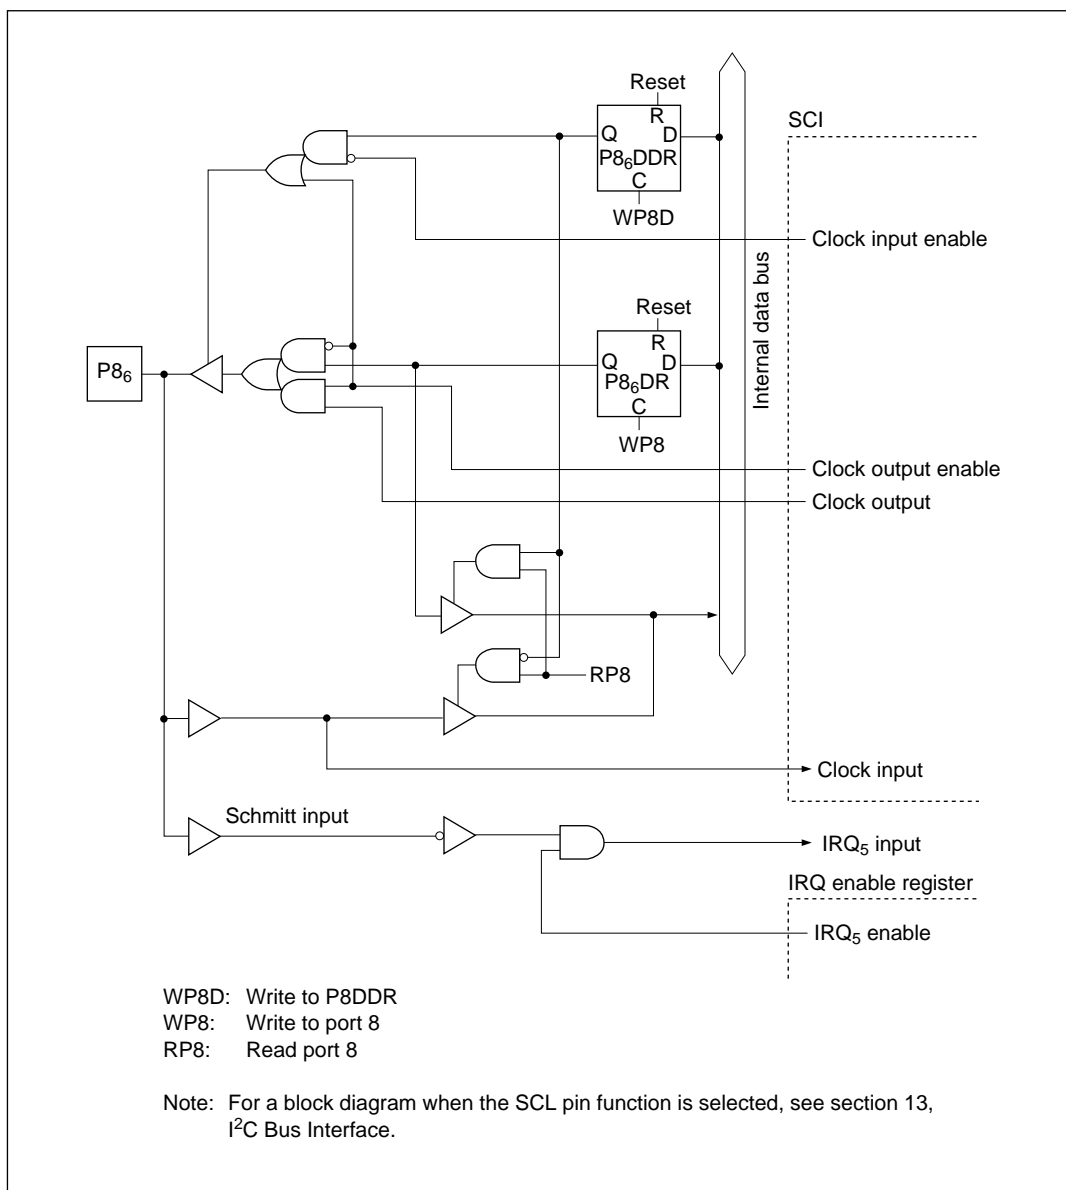 Reset
R
Q D
P8₆DDR
C
WP8D
SCI
Clock input enable
Internal data bus
Reset
R
Q D
P8₆DR
C
WP8
P8₆
Clock output enable
Clock output
RP8
Clock input
Schmitt input
IRQ₅ input
IRQ enable register
IRQ₅ enable
WP8D: Write to P8DDR
WP8: Write to port 8
RP8: Read port 8
Note: For a block diagram when the SCL pin function is selected, see section 13,
I²C Bus Interface.